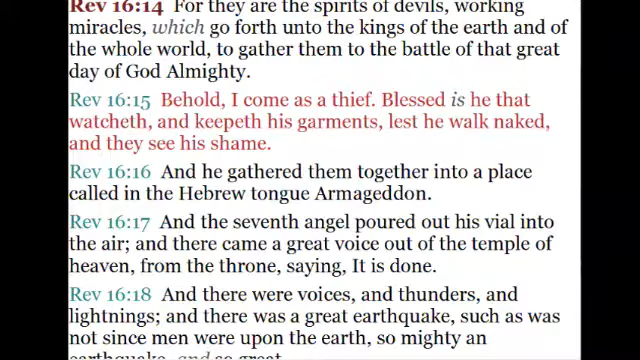 Rev 16:14 For they are the spirits of devils, working
miracles, which go forth unto the kings of the earth and of
the whole world, to gather them to the battle of that great
day of God Almighty.
Rev 16:15 Behold, I come as a thief. Blessed is he that
watcheth, and keepeth his garments, lest he walk naked,
and they see his shame.
Rev 16:16 And he gathered them together into a place
called in the Hebrew tongue Armageddon.
Rev 16:17 And the seventh angel poured out his vial into
the air; and there came a great voice out of the temple of
heaven, from the throne, saying, It is done.
Rev 16:18 And there were voices, and thunders, and
lightnings; and there was a great earthquake, such as was
not since men were upon the earth, so mighty an
earthquake, and so great.